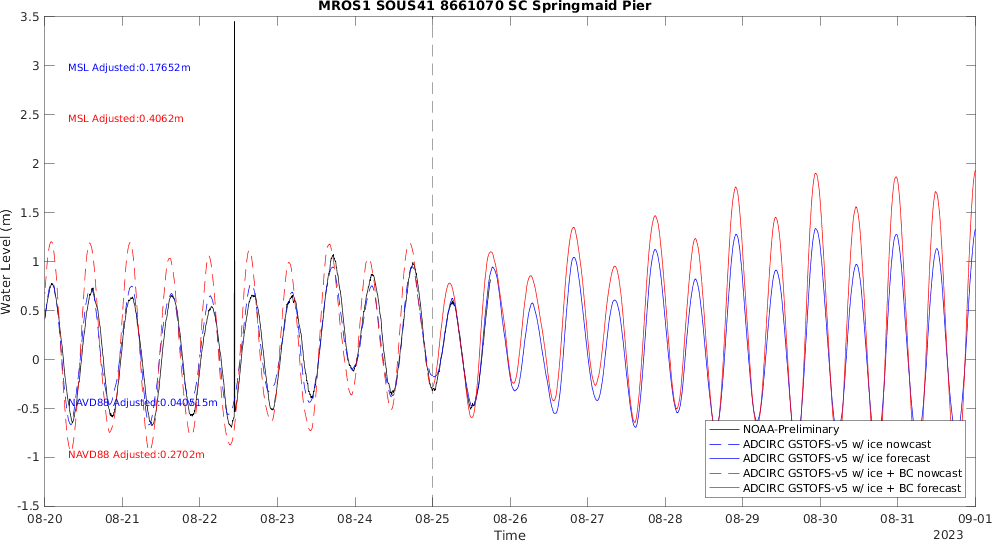 MROS1 SOUS41 8661070 SC Springmaid Pier
3.5
3
2.5
2
1.5
1
0.5
0
-0.5
-1
-1.5
Water Level (m)
MSL Adjusted:0.17652m
MSL Adjusted:0.4062m
NAVD88 Adjusted:0.040515m
NAVD88 Adjusted:0.2702m
NOAA-Preliminary
ADCIRC GSTOFS-v5 w/ ice nowcast
ADCIRC GSTOFS-v5 w/ ice forecast
ADCIRC GSTOFS-v5 w/ ice + BC nowcast
ADCIRC GSTOFS-v5 w/ ice + BC forecast
08-20 08-21 08-22 08-23 08-24 08-25 08-26 08-27 08-28 08-29 08-30 08-31 09-01
Time
2023